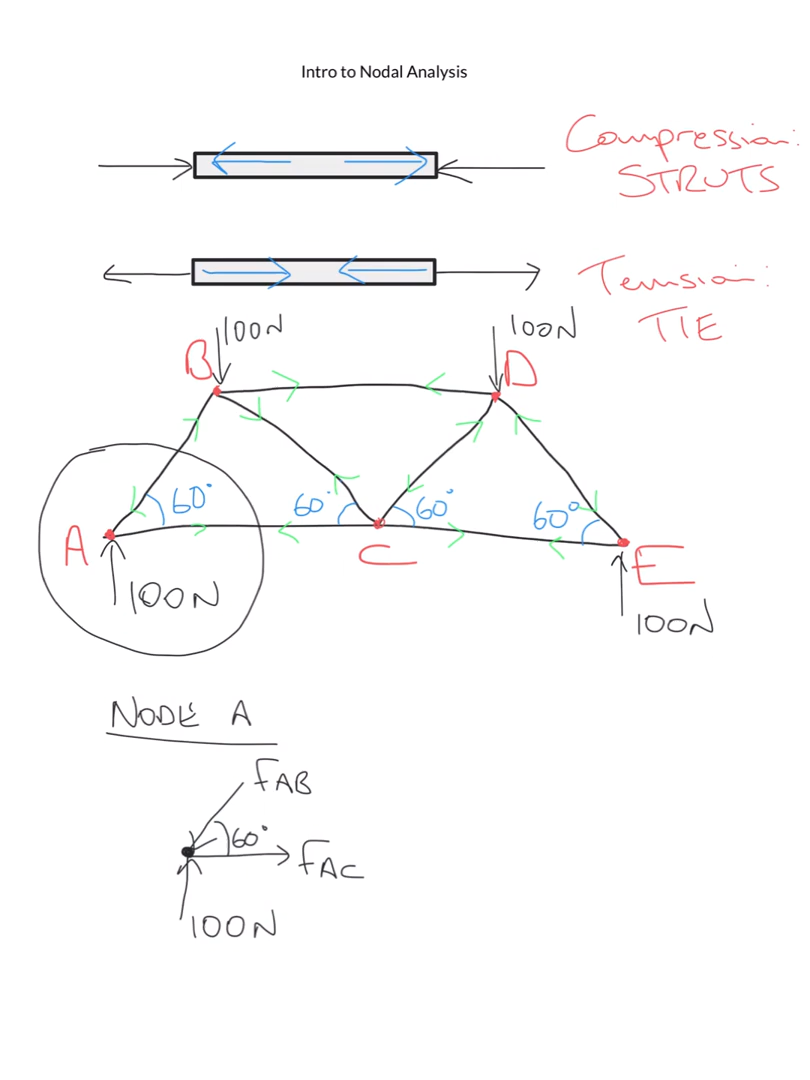 Intro to Nodal Analysis
Compression:
STRUTS
Tension:
TIE
100N
100N
B
D
60°
60°
60°
60°
A
C
E
100N
100N
NODE A
FAB
60°
FAC
100N